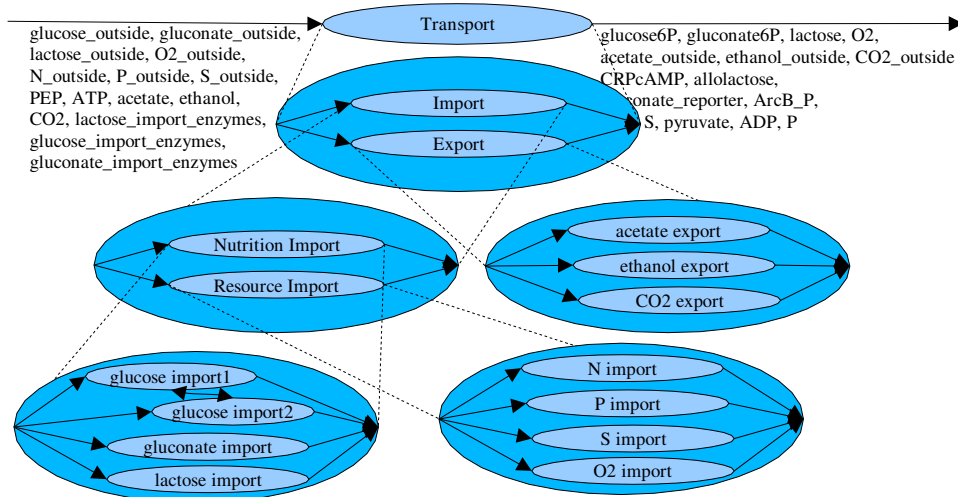 Transport
glucose_outside, gluconate_outside,
lactose_outside, O2_outside,
N_outside, P_outside, S_outside,
PEP, ATP, acetate, ethanol,
CO2, lactose_import_enzymes,
glucose_import_enzymes,
gluconate_import_enzymes
glucose6P, gluconate6P, lactose, O2,
acetate_outside, ethanol_outside, CO2_outside
CRPcAMP, allolactose,
onate_reporter, ArcB_P,
S, pyruvate, ADP, P
Import
Export
Nutrition Import
Resource Import
acetate export
ethanol export
CO2 export
glucose import1
glucose import2
gluconate import
lactose import
N import
P import
S import
O2 import